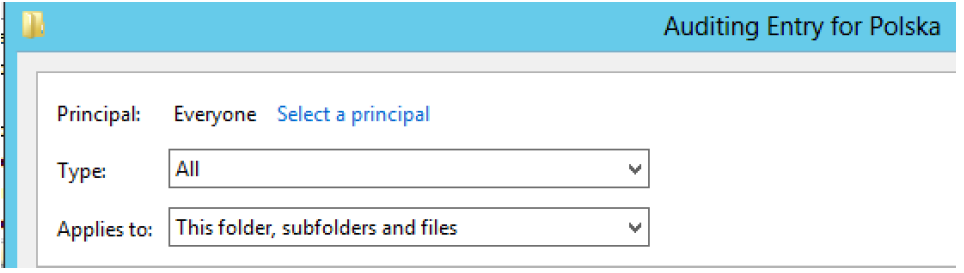 Auditing Entry for Polska
Principal: Everyone Select a principal
Type: All
Applies to: This folder, subfolders and files